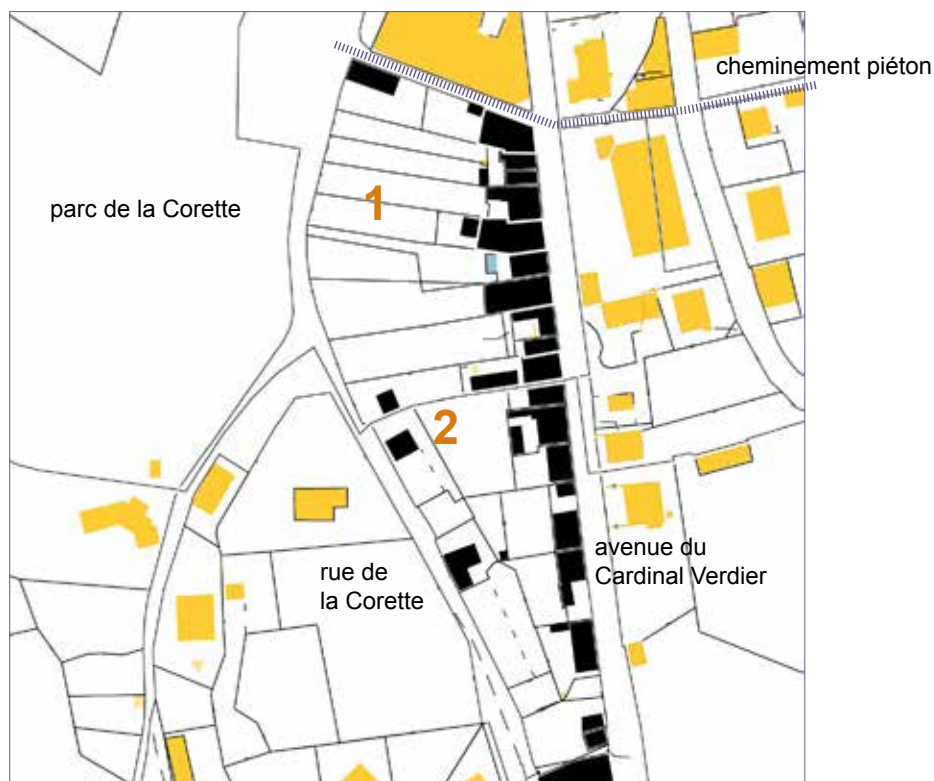 cheminement piéton
parc de la Corette
1
2
rue de
la Corette
avenue du
Cardinal Verdier